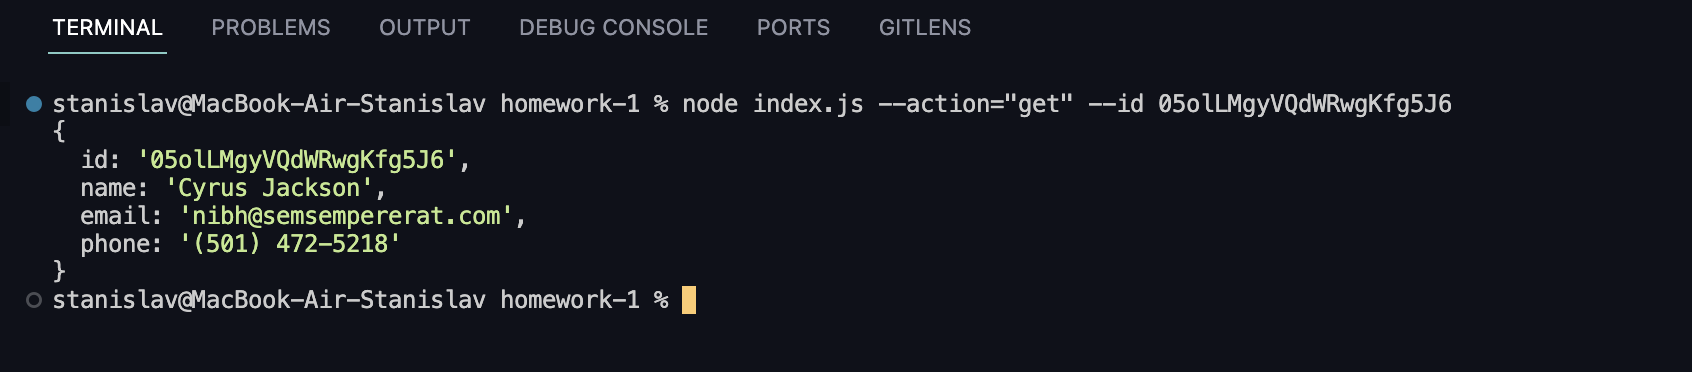 TERMINAL PROBLEMS OUTPUT DEBUG CONSOLE PORTS GITLENS
stanislav@MacBook-Air-Stanislav homework-1 % node index.js --action="get" --id 05olLMgyVQdWRwgKfg5J6
{
  id: '05olLMgyVQdWRwgKfg5J6',
  name: 'Cyrus Jackson',
  email: 'nibh@semsempererat.com',
  phone: '(501) 472-5218'
}
stanislav@MacBook-Air-Stanislav homework-1 %